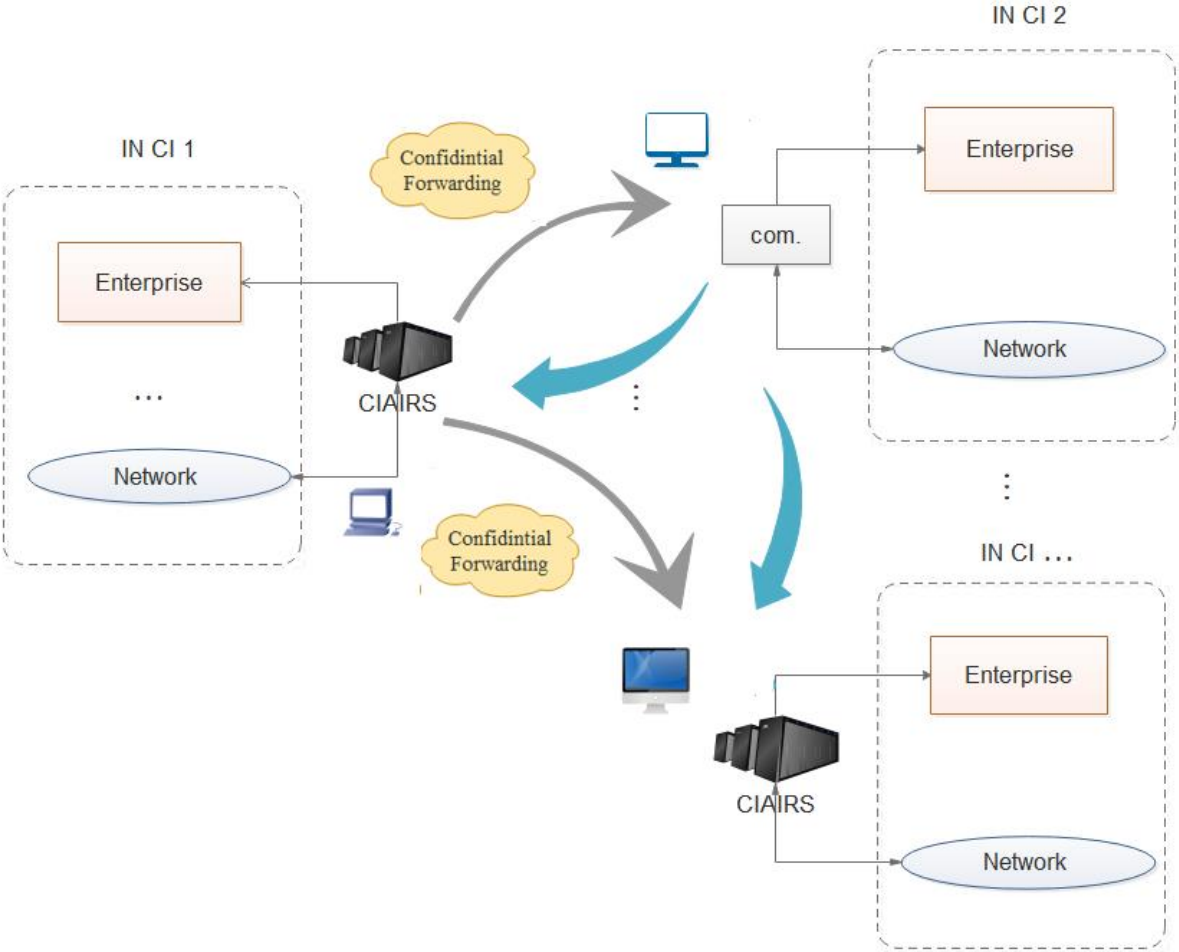 IN CI 2
IN CI 1
Confidintial
Forwarding
Enterprise
com.
Enterprise
Network
...
CIAIRS
⋮
Network
⋮
Confidintial
Forwarding
IN CI ...
Enterprise
CIAIRS
Network